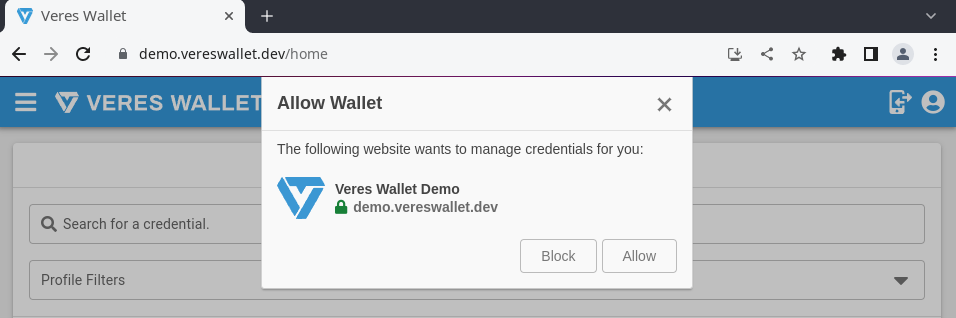 Veres Wallet
demo.vereswallet.dev/home
VERES WALLET
Allow Wallet
The following website wants to manage credentials for you:
Veres Wallet Demo
demo.vereswallet.dev
Search for a credential.
Block
Allow
Profile Filters